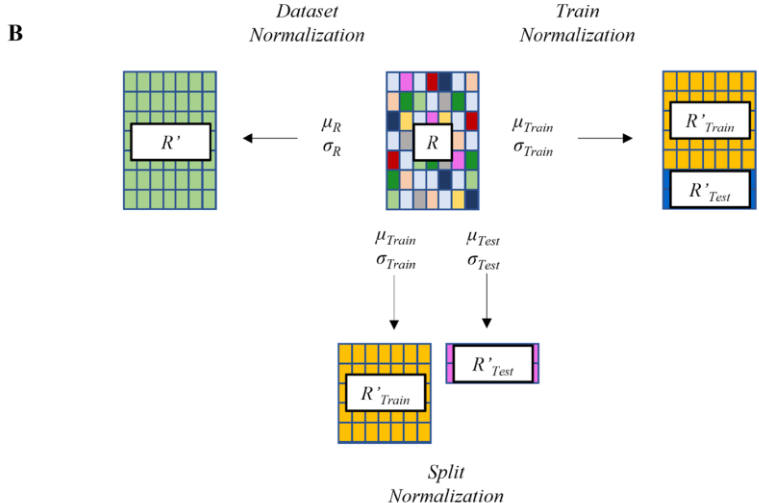 B
Dataset
Normalization
Train
Normalization
R'
μR
σR
R
μTrain
σTrain
R'Train
R'Test
μTrain
σTrain
μTest
σTest
R'Train
R'Test
Split
Normalization